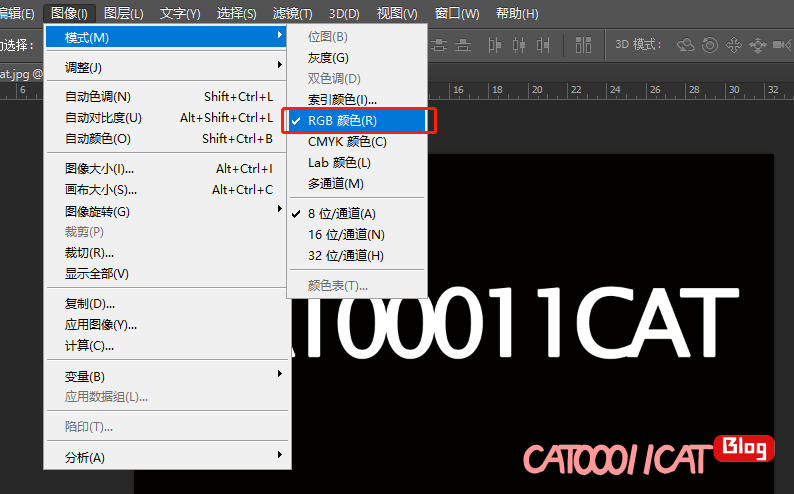 编辑(E) 图像(I) 图层(L) 文字(Y) 选择(S) 滤镜(T) 3D(D) 视图(V) 窗口(W) 帮助(H)
动选择： 3D 模式：
at.jpg @
6 16 18 20 22 24 26 28 30 32
模式(M)
调整(J)
自动色调(N) Shift+Ctrl+L
自动对比度(U) Alt+Shift+Ctrl+L
自动颜色(O) Shift+Ctrl+B
图像大小(I)... Alt+Ctrl+I
画布大小(S)... Alt+Ctrl+C
图像旋转(G)
裁剪(P)
裁切(R)...
显示全部(V)
复制(D)...
应用图像(Y)...
计算(C)...
变量(B)
应用数据组(L)...
陷印(T)...
分析(A)
位图(B)
灰度(G)
双色调(D)
索引颜色(I)...
RGB 颜色(R)
CMYK 颜色(C)
Lab 颜色(L)
多通道(M)
8 位/通道(A)
16 位/通道(N)
32 位/通道(H)
颜色表(T)...
AT00011CAT
CAT00011CAT Blog